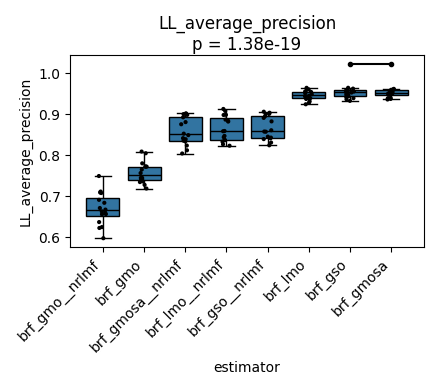 LL_average_precision
p = 1.38e-19
LL_average_precision
1.0
0.9
0.8
0.7
0.6
brf_gmo__nrlmf
brf_gmo
brf_gmosa__nrlmf
brf_lmo__nrlmf
brf_gso__nrlmf
brf_lmo
brf_gso
brf_gmosa
estimator